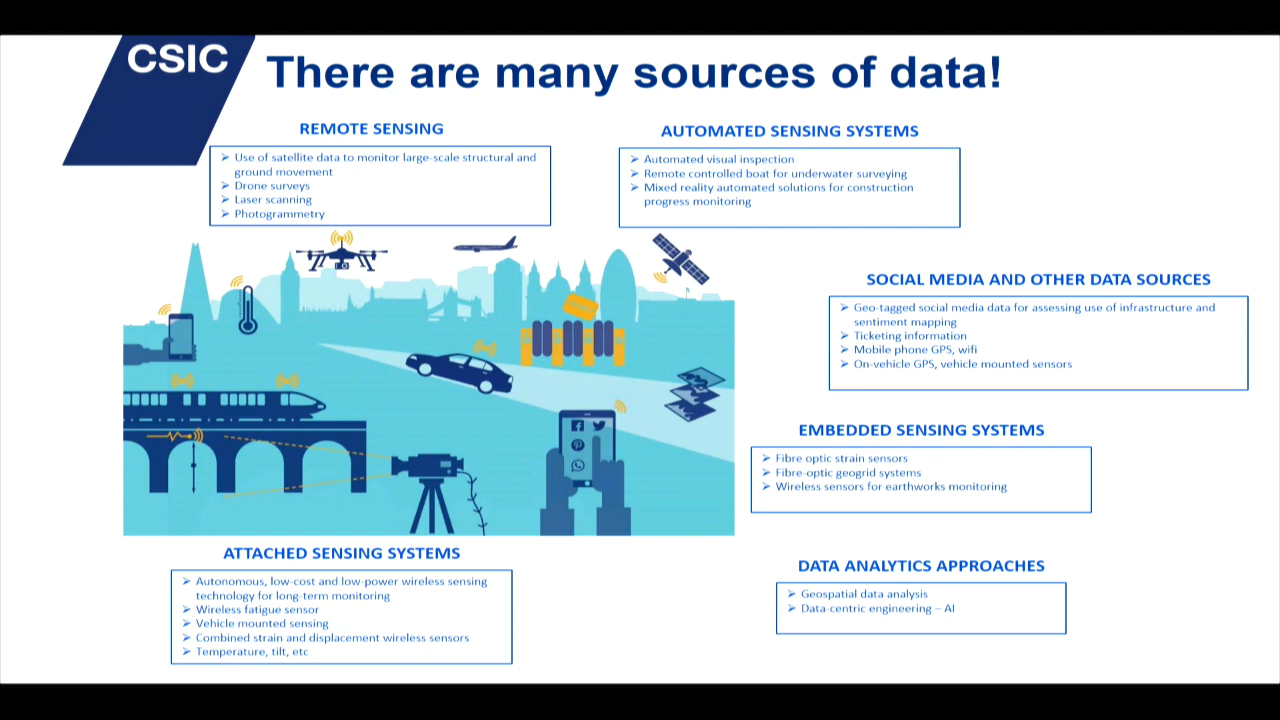 CSIC
There are many sources of data!
REMOTE SENSING
➢ Use of satellite data to monitor large-scale structural and
ground movement
➢ Drone surveys
➢ Laser scanning
➢ Photogrammetry
AUTOMATED SENSING SYSTEMS
➢ Automated visual inspection
➢ Remote controlled boat for underwater surveying
➢ Mixed reality automated solutions for construction
progress monitoring
SOCIAL MEDIA AND OTHER DATA SOURCES
➢ Geo-tagged social media data for assessing use of infrastructure and
sentiment mapping
➢ Ticketing information
➢ Mobile phone GPS, wifi
➢ On-vehicle GPS, vehicle mounted sensors
EMBEDDED SENSING SYSTEMS
➢ Fibre optic strain sensors
➢ Fibre-optic geogrid systems
➢ Wireless sensors for earthworks monitoring
ATTACHED SENSING SYSTEMS
➢ Autonomous, low-cost and low-power wireless sensing
technology for long-term monitoring
➢ Wireless fatigue sensor
➢ Vehicle mounted sensing
➢ Combined strain and displacement wireless sensors
➢ Temperature, tilt, etc
DATA ANALYTICS APPROACHES
➢ Geospatial data analysis
➢ Data-centric engineering – AI